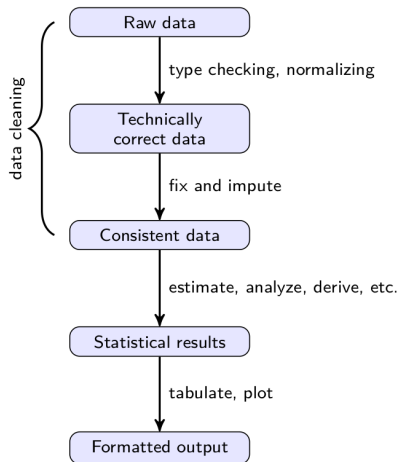 Raw data
type checking, normalizing
Technically
correct data
fix and impute
Consistent data
data cleaning
estimate, analyze, derive, etc.
Statistical results
tabulate, plot
Formatted output